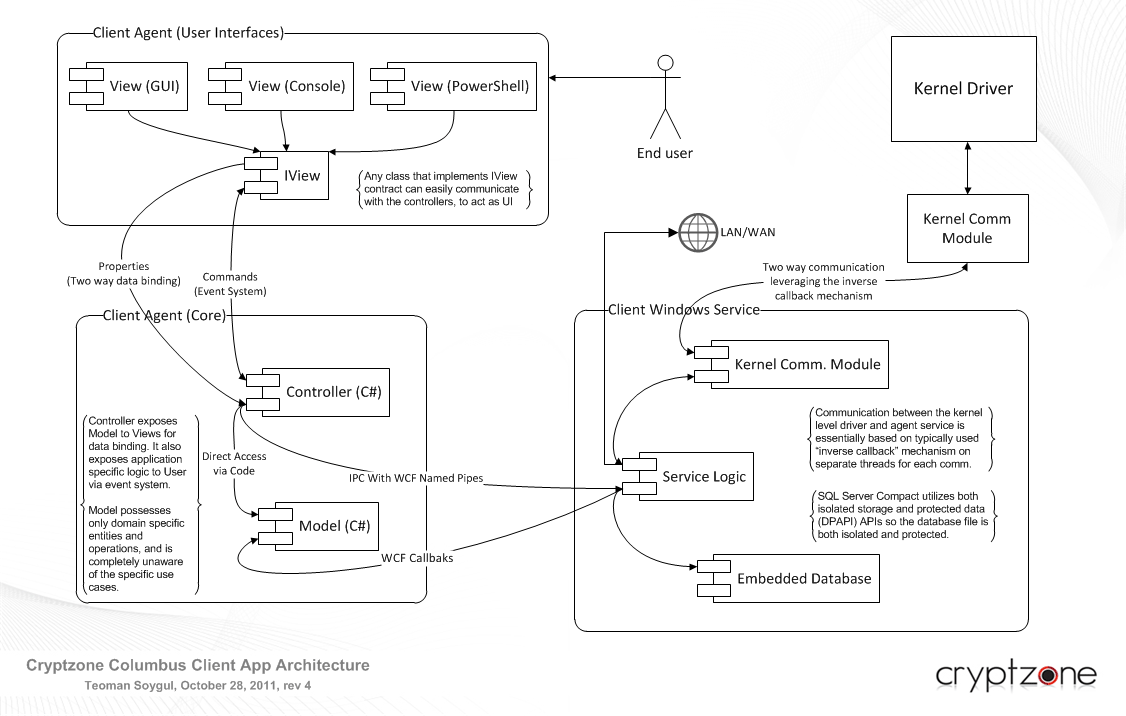 Client Agent (User Interfaces)
View (GUI)
View (Console)
View (PowerShell)
IView
Any class that implements IView
contract can easily communicate
with the controllers, to act as UI
End user
Kernel Driver
Kernel Comm
Module
LAN/WAN
Two way communication
leveraging the inverse
callback mechanism
Properties
(Two way data binding)
Commands
(Event System)
Client Agent (Core)
Controller (C#)
Controller exposes
Model to Views for
data binding. It also
exposes application
specific logic to User
via event system.
Model possesses
only domain specific
entities and
operations, and is
completely unaware
of the specific use
cases.
Direct Access
via Code
IPC With WCF Named Pipes
Model (C#)
WCF Callbaks
Client Windows Service
Kernel Comm. Module
Communication between the kernel
level driver and agent service is
essentially based on typically used
“inverse callback” mechanism on
separate threads for each comm.
Service Logic
SQL Server Compact utilizes both
isolated storage and protected data
(DPAPI) APIs so the database file is
both isolated and protected.
Embedded Database
Cryptzone Columbus Client App Architecture
Teoman Soygul, October 28, 2011, rev 4
cryptzone